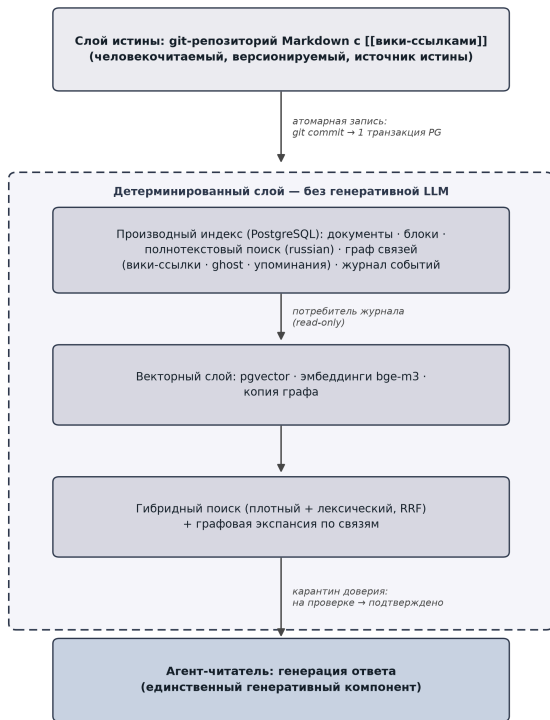 Слой истины: git-репозиторий Markdown с [[вики-ссылками]]
(человекочитаемый, версионируемый, источник истины)
атомарная запись:
git commit → 1 транзакция PG
Детерминированный слой — без генеративной LLM
Производный индекс (PostgreSQL): документы · блоки ·
полнотекстовый поиск (russian) · граф связей
(вики-ссылки · ghost · упоминания) · журнал событий
потребитель журнала
(read-only)
Векторный слой: pgvector · эмбеддинги bge-m3 ·
копия графа
Гибридный поиск (плотный + лексический, RRF)
+ графовая экспансия по связям
карантин доверия:
на проверке → подтверждено
Агент-читатель: генерация ответа
(единственный генеративный компонент)